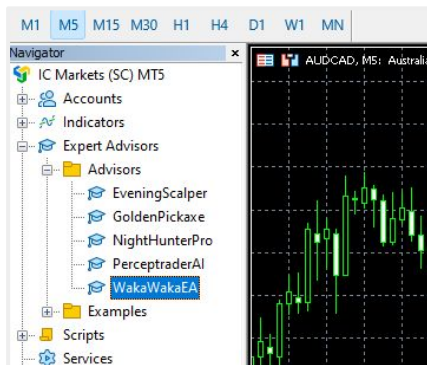 M1 M5 M15 M30 H1 H4 D1 W1 MN
Navigator
IC Markets (SC) MT5
AUDCAD, M5: Australia
Accounts
Indicators
Expert Advisors
Advisors
EveningScalper
GoldenPickaxe
NightHunterPro
PerceptraderAI
WakaWakaEA
Examples
Scripts
Services